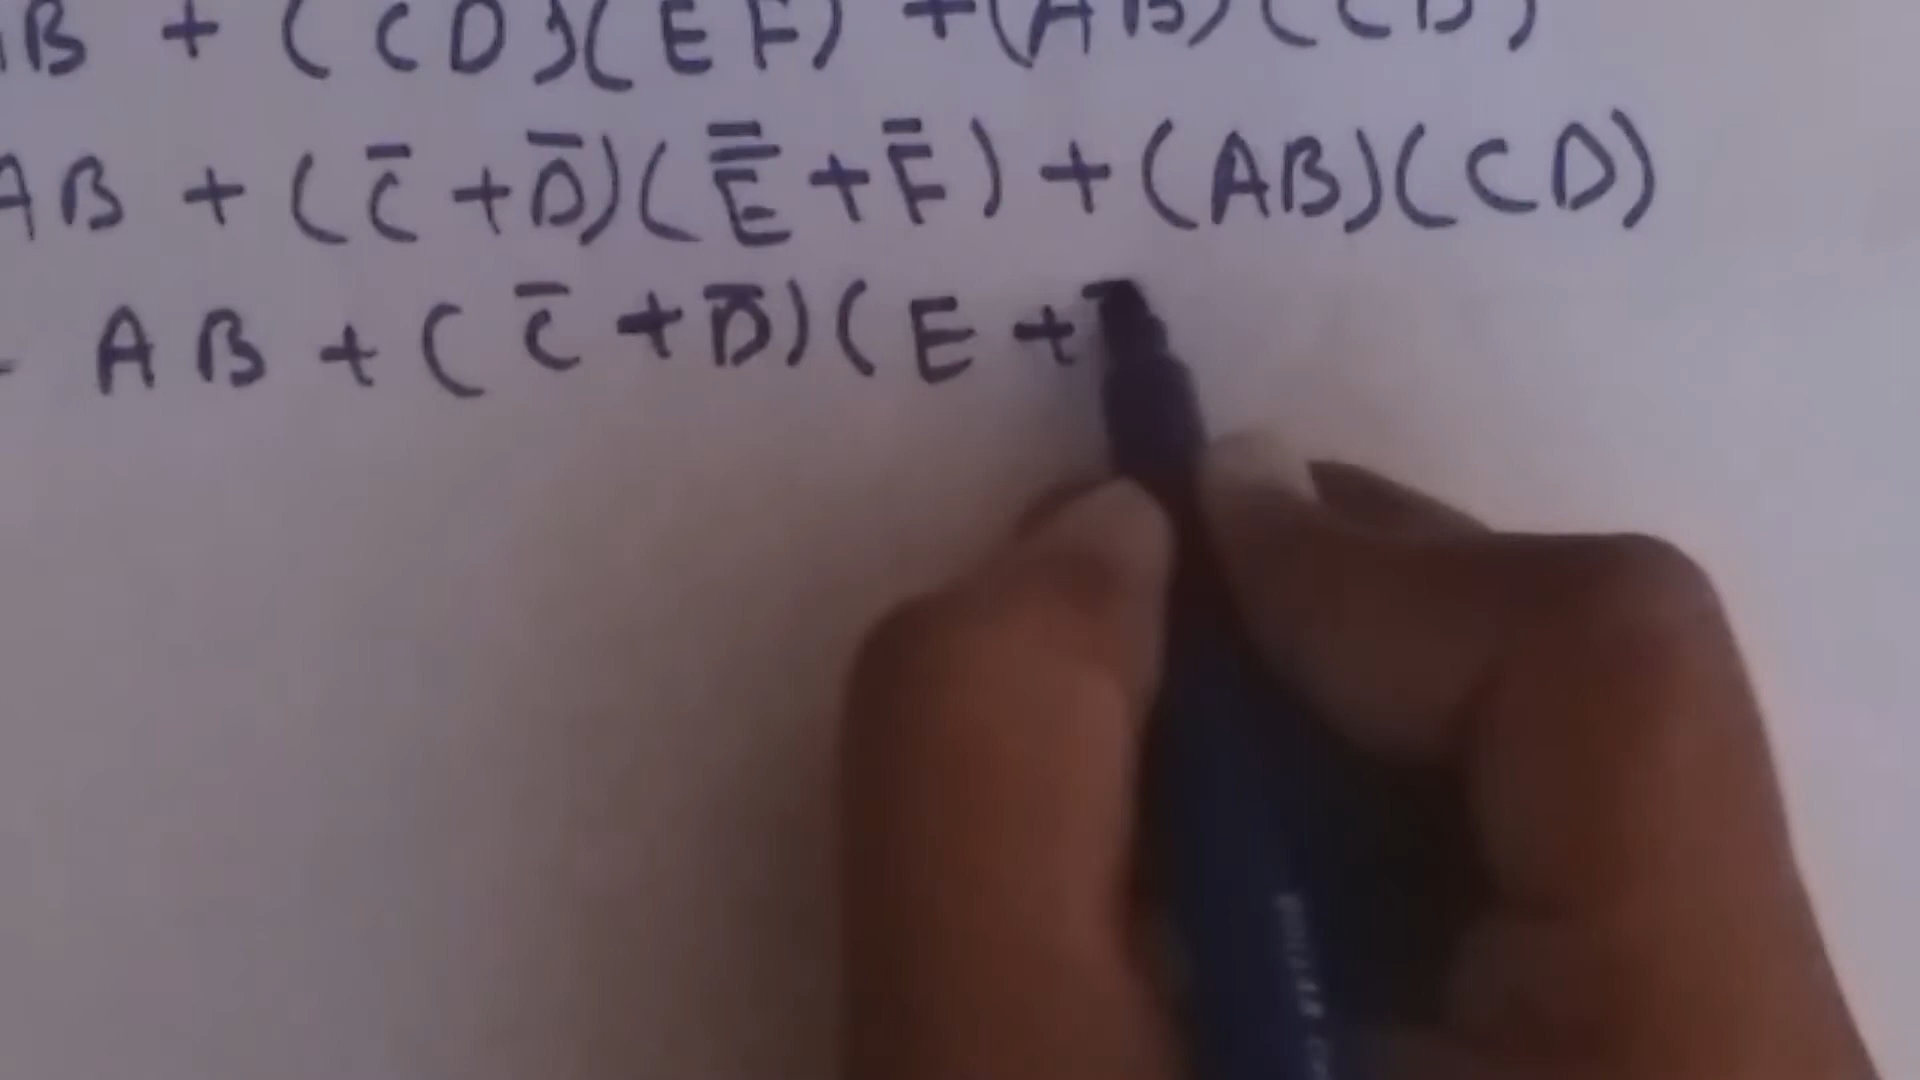 B + (CD)(EF) + (AB)(CD)
AB + (C̅ + D̅)(E̿ + F̅) + (AB)(CD)
AB + (C̅ + D̅)(E +